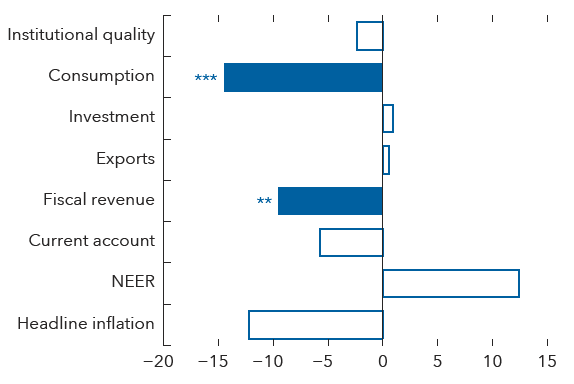 Institutional quality
Consumption
***
Investment
Exports
Fiscal revenue
**
Current account
NEER
Headline inflation
−20 −15 −10 −5 0 5 10 15